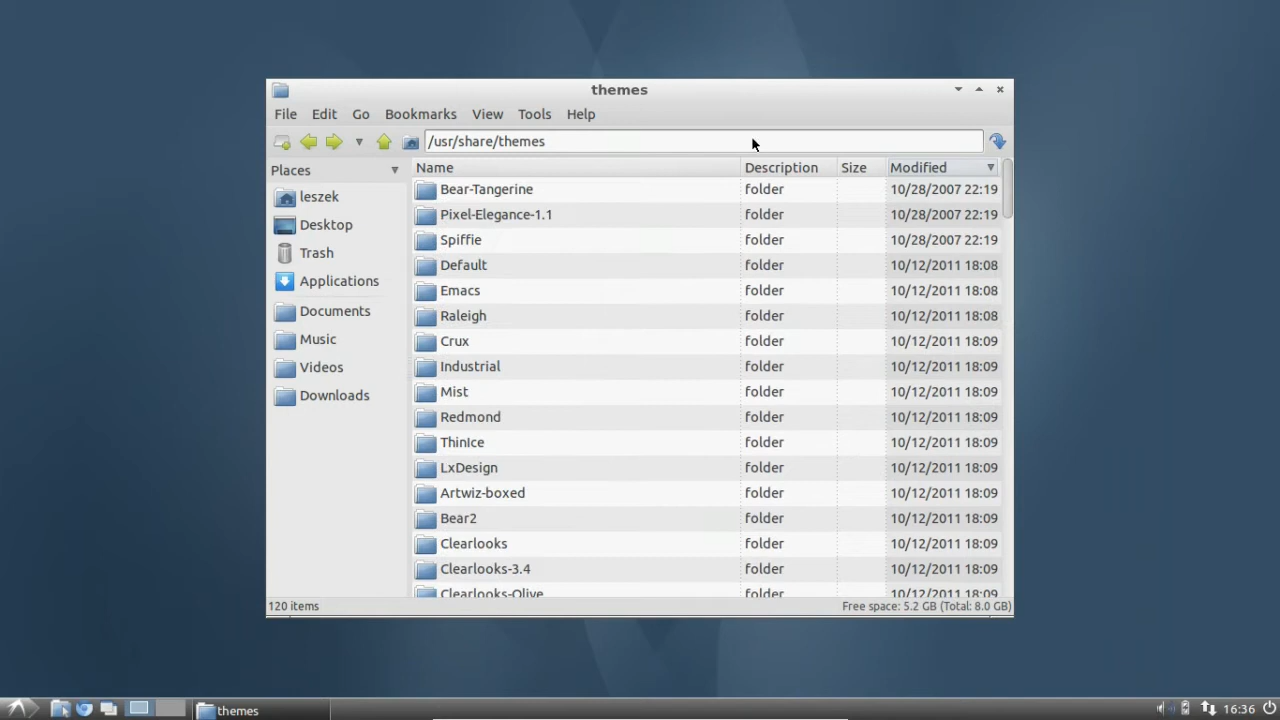 themes
File Edit Go Bookmarks View Tools Help
/usr/share/themes
Places
leszek
Desktop
Trash
Applications
Documents
Music
Videos
Downloads
Name Description Size Modified
Bear-Tangerine folder 10/28/2007 22:19
Pixel-Elegance-1.1 folder 10/28/2007 22:19
Spiffie folder 10/28/2007 22:19
Default folder 10/12/2011 18:08
Emacs folder 10/12/2011 18:08
Raleigh folder 10/12/2011 18:08
Crux folder 10/12/2011 18:09
Industrial folder 10/12/2011 18:09
Mist folder 10/12/2011 18:09
Redmond folder 10/12/2011 18:09
ThinIce folder 10/12/2011 18:09
LxDesign folder 10/12/2011 18:09
Artwiz-boxed folder 10/12/2011 18:09
Bear2 folder 10/12/2011 18:09
Clearlooks folder 10/12/2011 18:09
Clearlooks-3.4 folder 10/12/2011 18:09
Clearlooks-Olive folder 10/12/2011 18:09
120 items Free space: 5.2 GB (Total: 8.0 GB)
themes 16:36